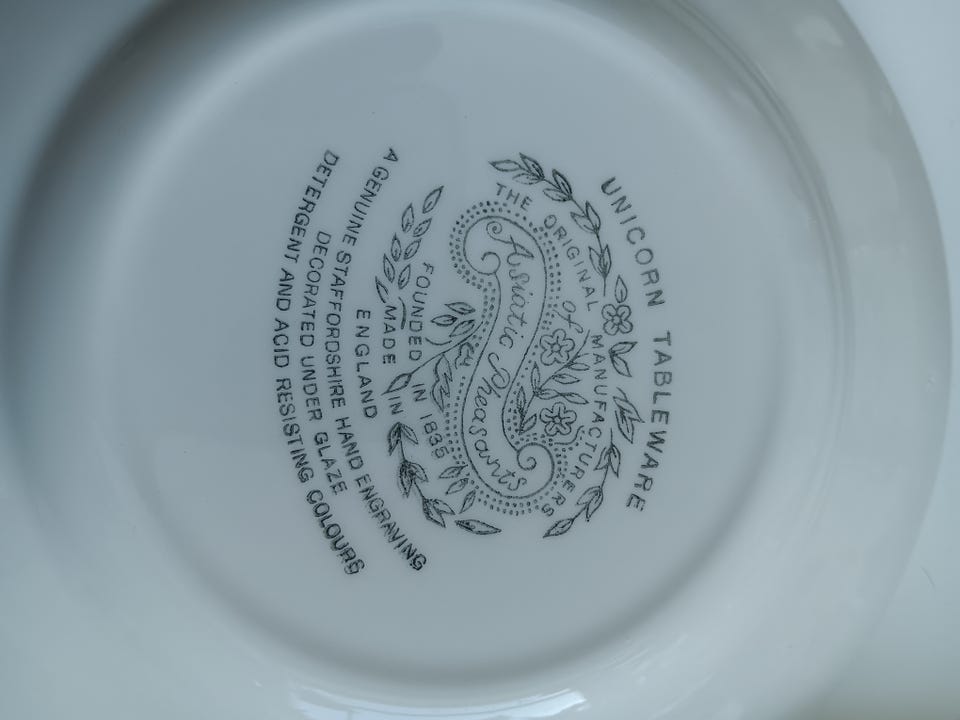 UNICORN TABLEWARE
THE ORIGINAL MANUFACTURERS
of
Asiatic Pheasants
FOUNDED IN 1835
MADE IN
ENGLAND
A GENUINE STAFFORDSHIRE HAND ENGRAVING
DECORATED UNDER GLAZE
DETERGENT AND ACID RESISTING COLOURS